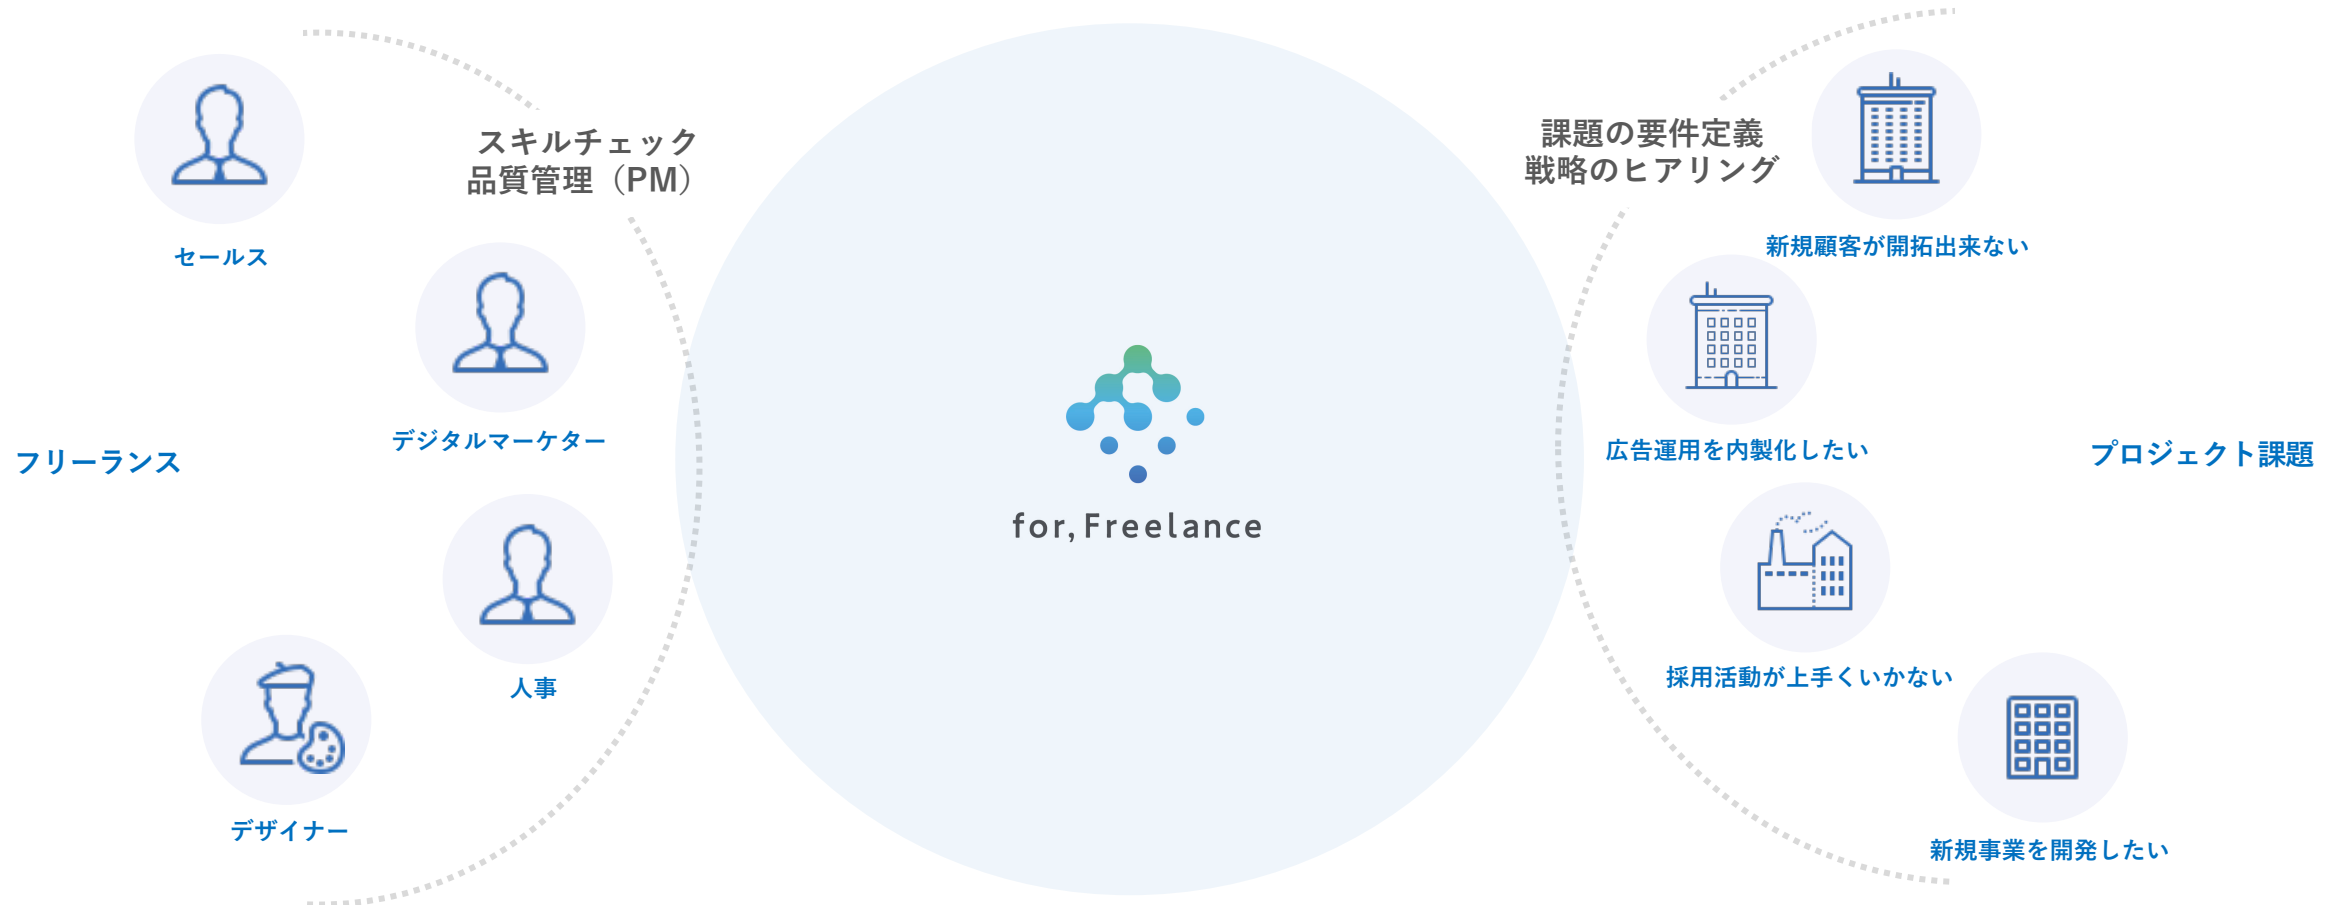 スキルチェック
品質管理（PM）
セールス
デジタルマーケター
フリーランス
人事
デザイナー
for, Freelance
課題の要件定義
戦略のヒアリング
新規顧客が開拓出来ない
広告運用を内製化したい
プロジェクト課題
採用活動が上手くいかない
新規事業を開発したい